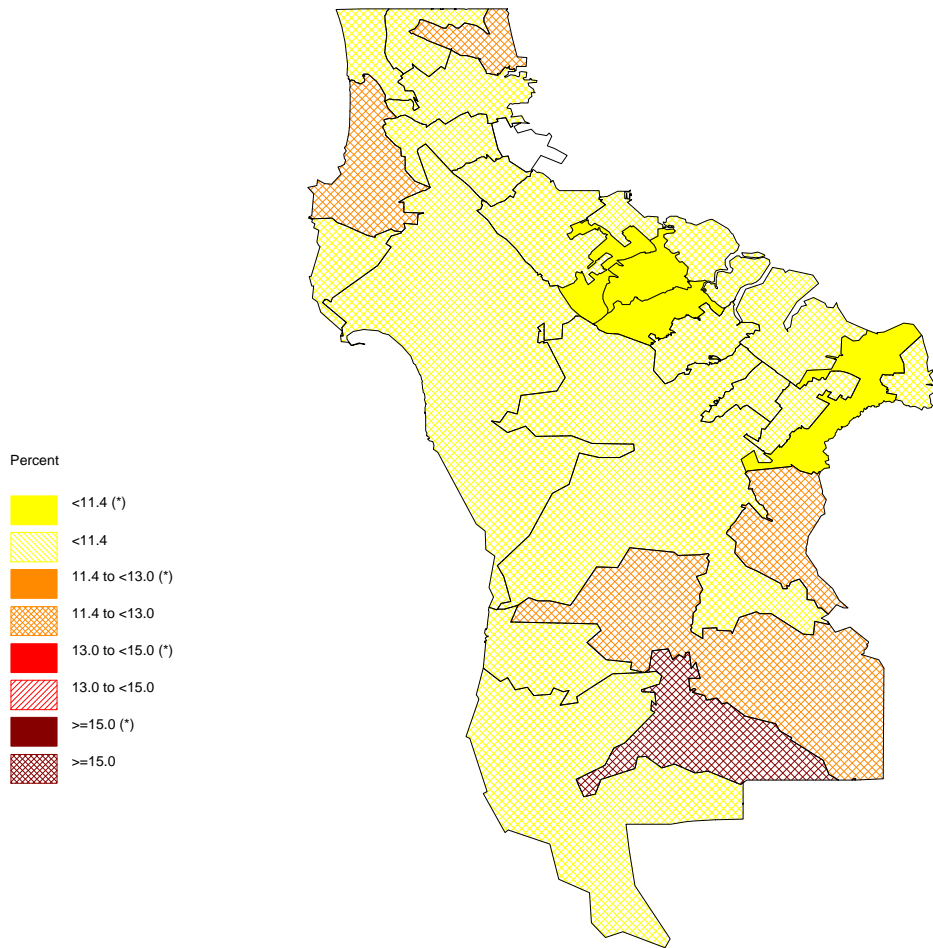 Percent
<11.4 (*)
<11.4
11.4 to <13.0 (*)
11.4 to <13.0
13.0 to <15.0 (*)
13.0 to <15.0
>=15.0 (*)
>=15.0